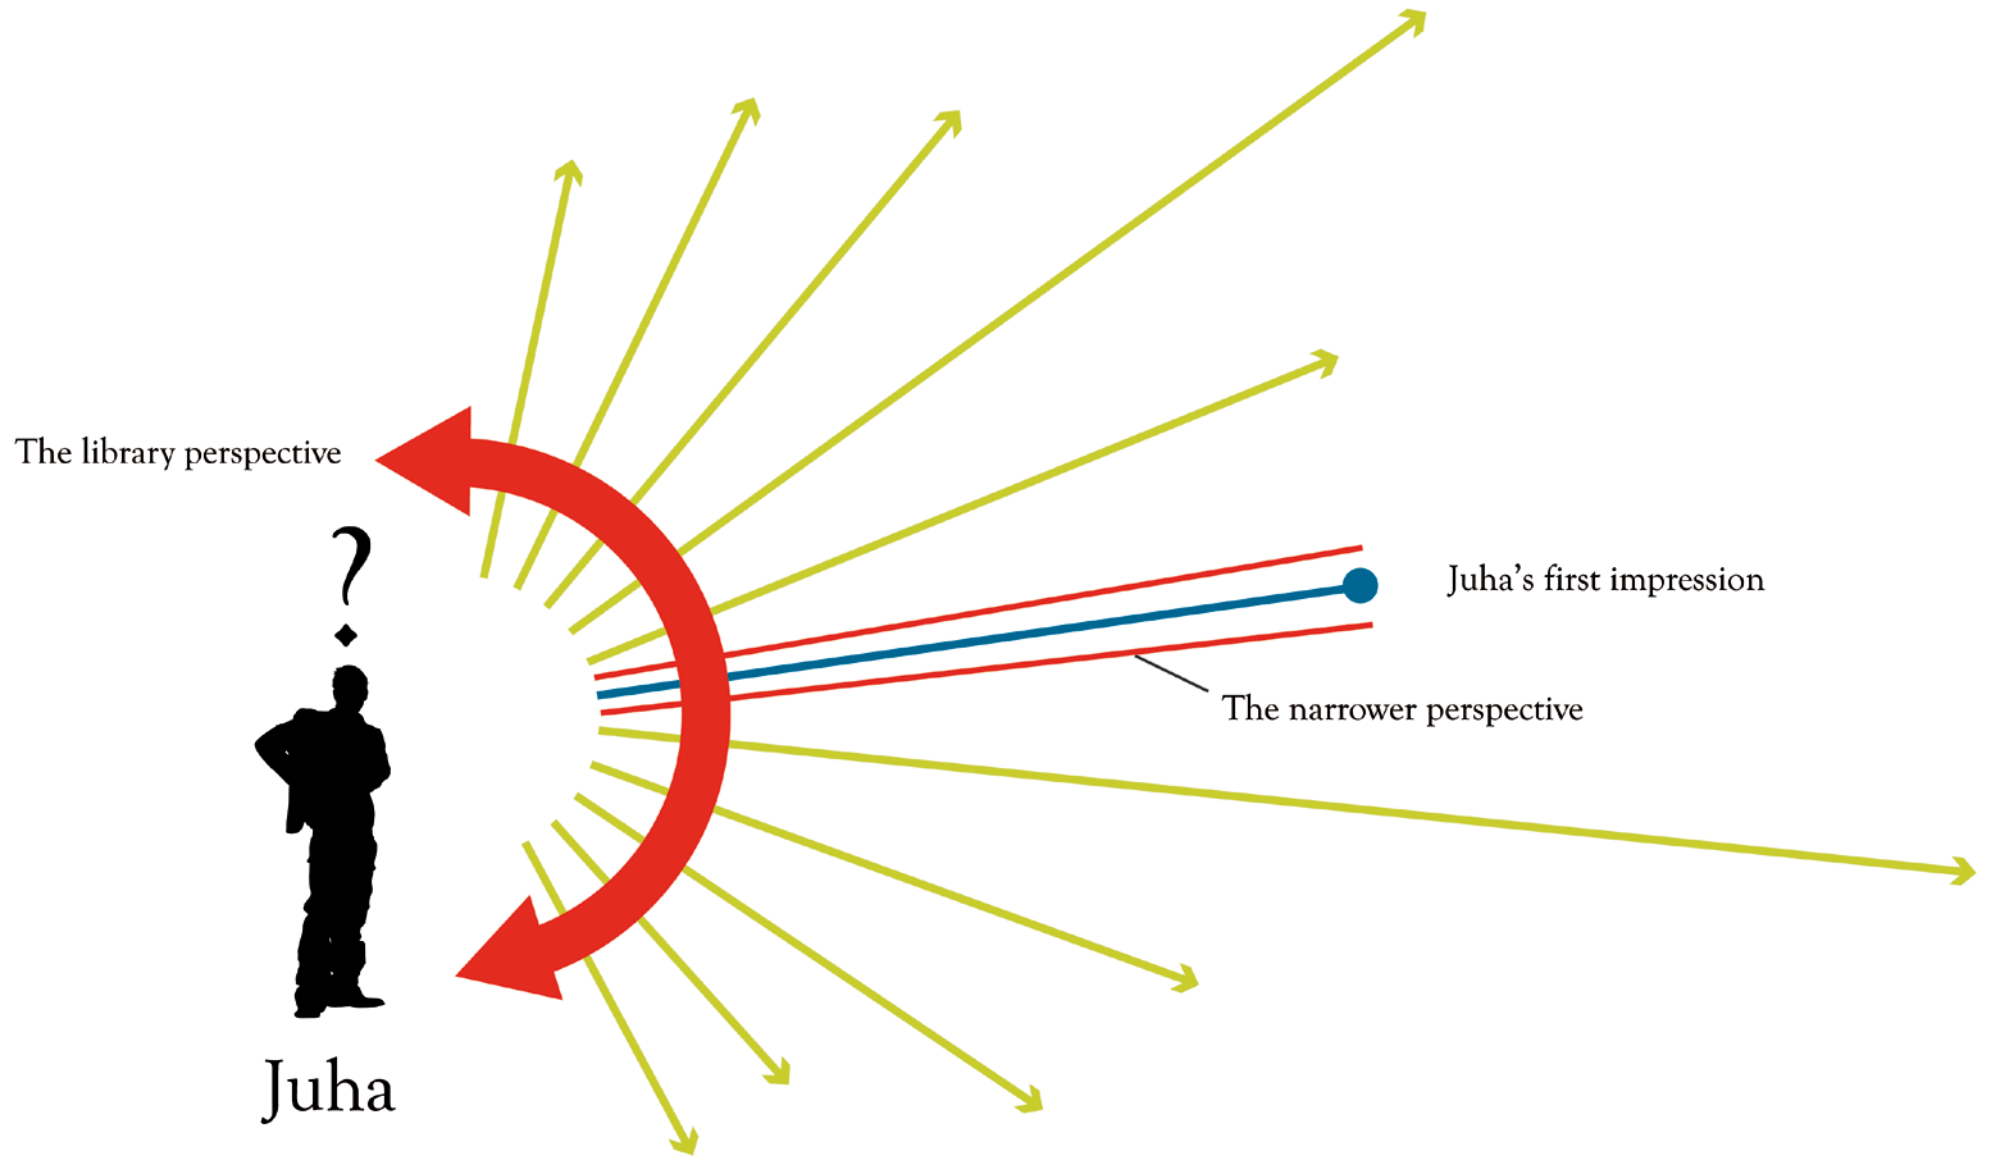 The library perspective
?
Juha’s first impression
The narrower perspective
Juha